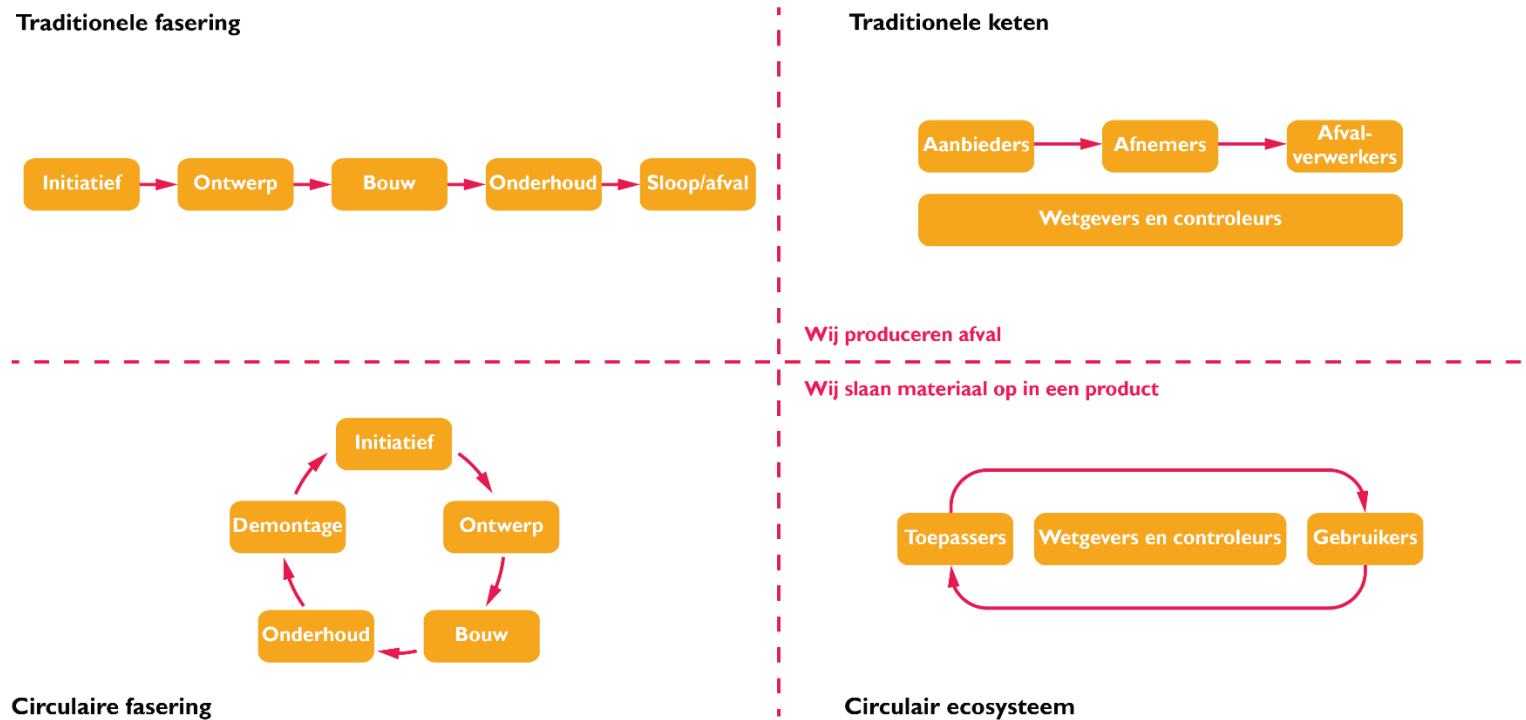 Traditionele fasering
Initiatief
Ontwerp
Bouw
Onderhoud
Sloop/afval
Traditionele keten
Aanbieders
Afnemers
Afval-
verwerkers
Wetgevers en controleurs
Wij produceren afval
Wij slaan materiaal op in een product
Initiatief
Ontwerp
Bouw
Onderhoud
Demontage
Circulaire fasering
Toepassers
Wetgevers en controleurs
Gebruikers
Circulair ecosysteem